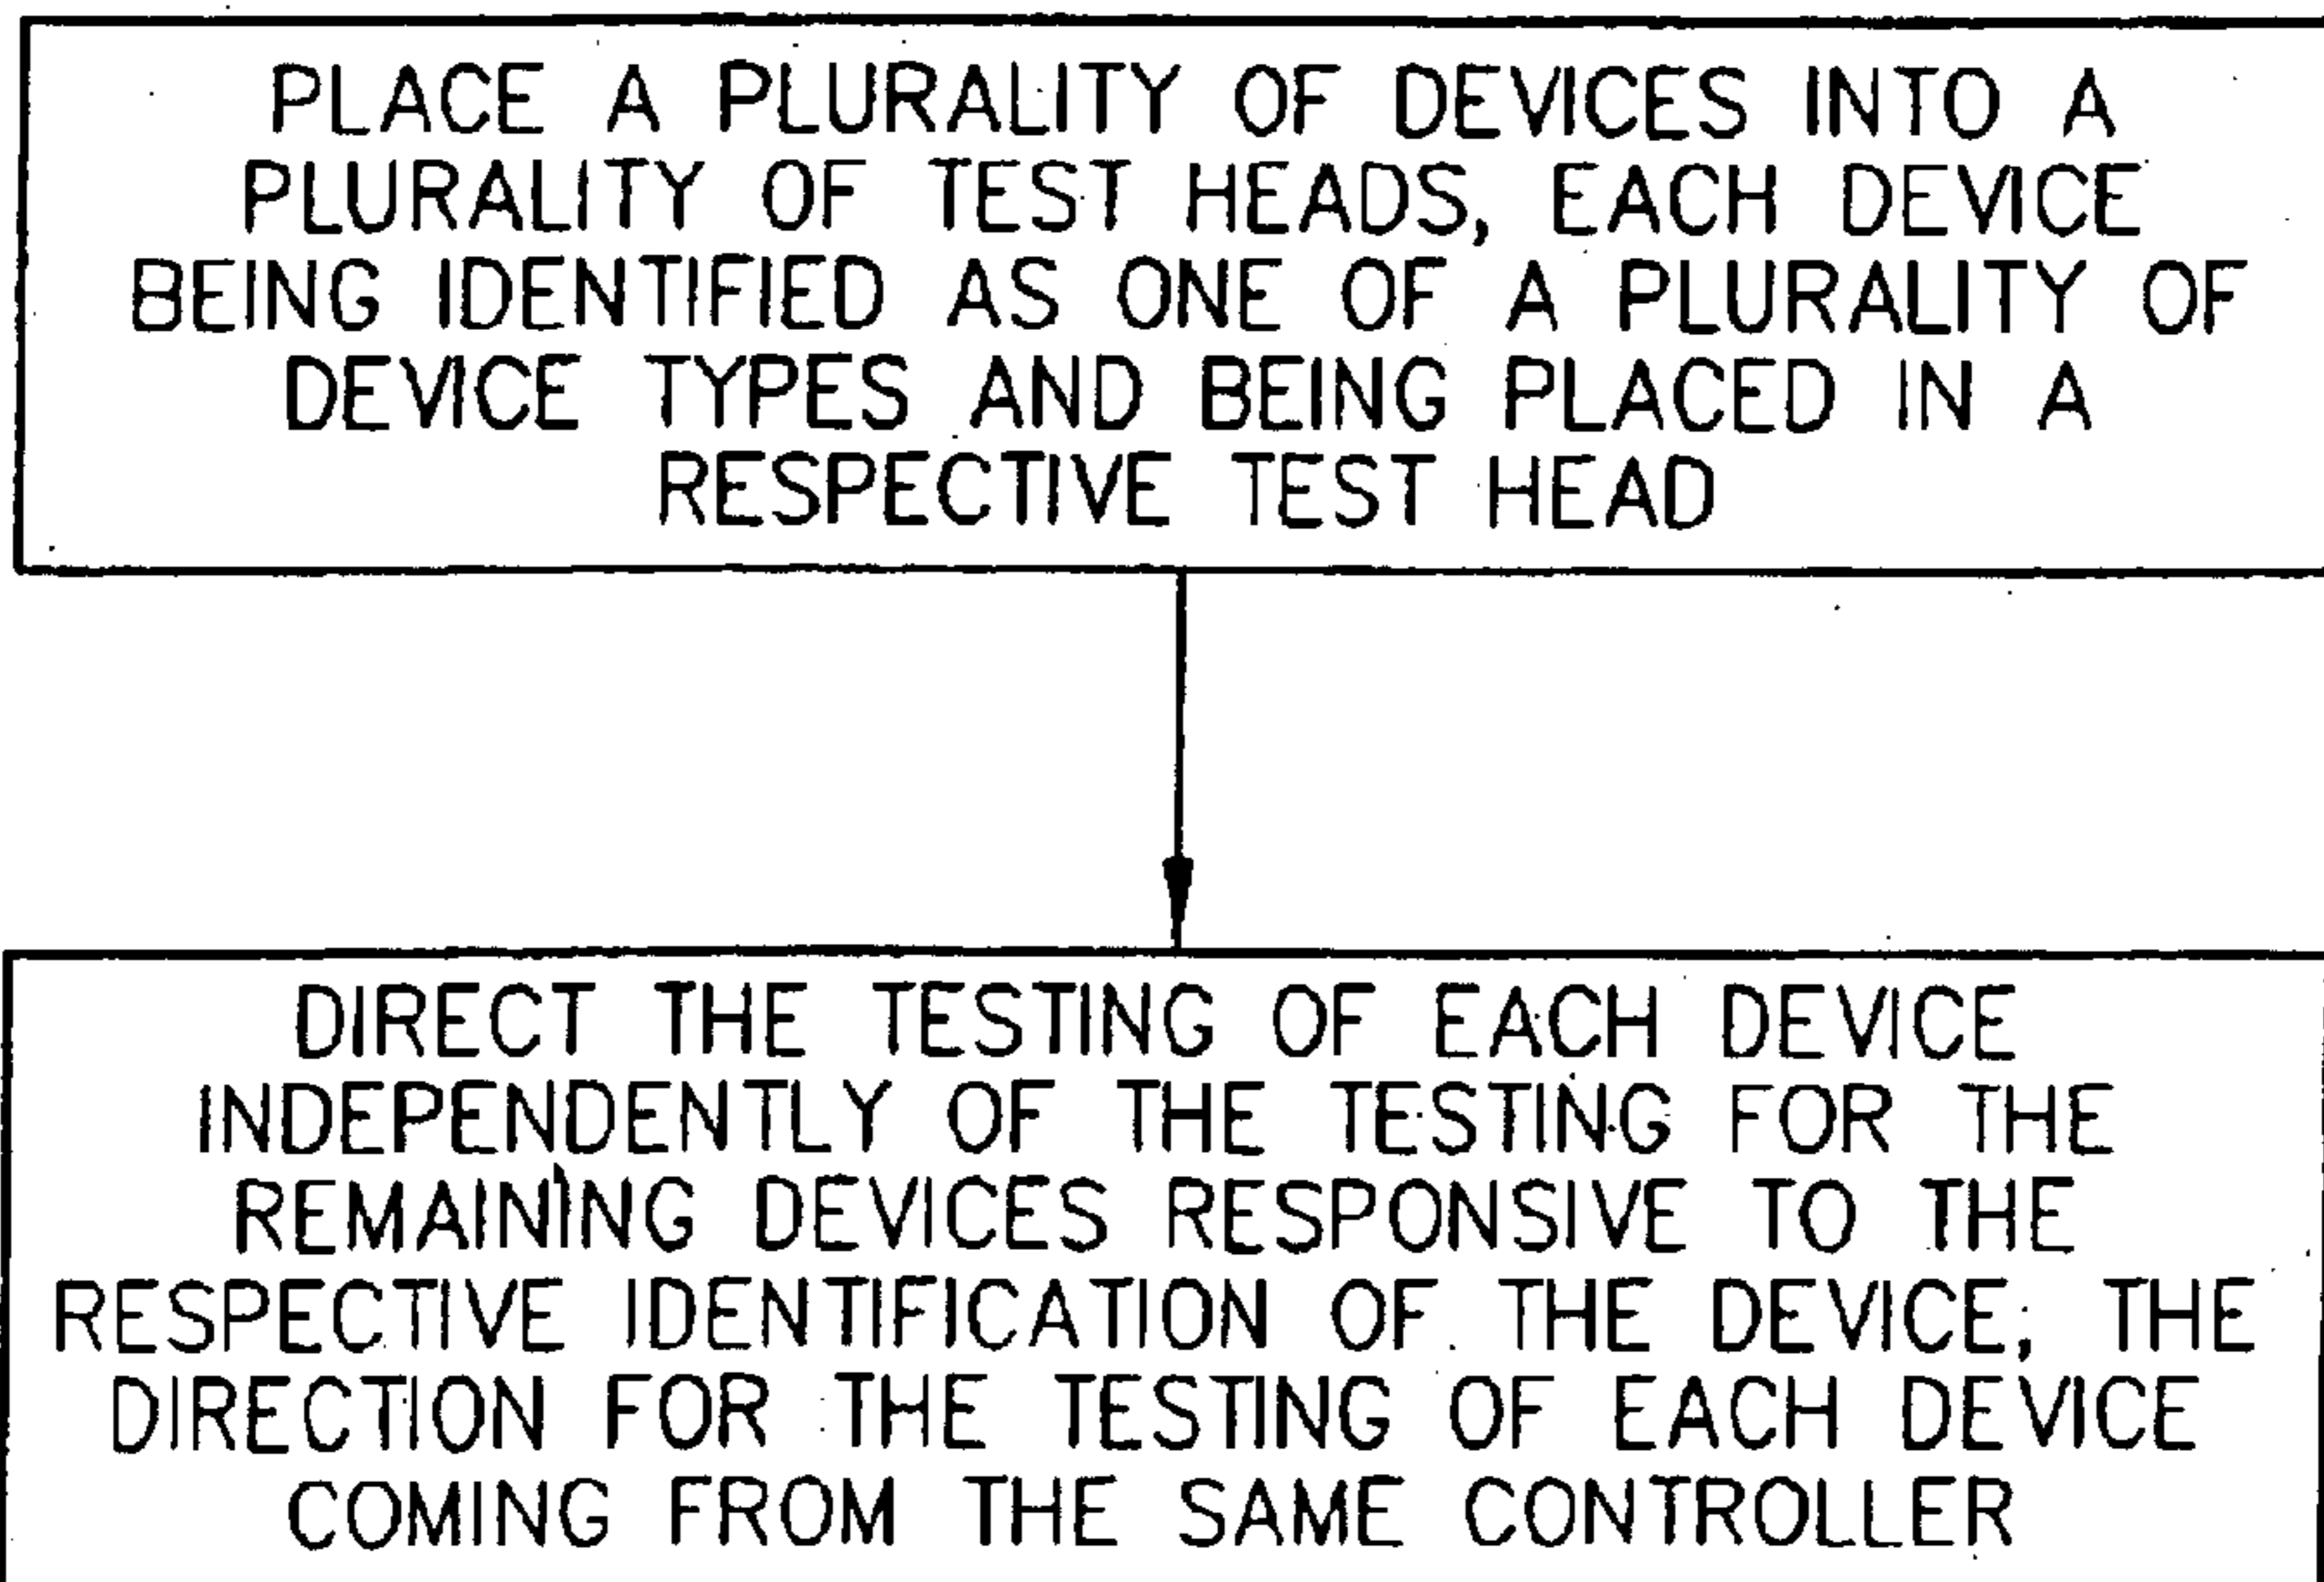 PLACE A PLURALITY OF DEVICES INTO A
PLURALITY OF TEST HEADS, EACH DEVICE
BEING IDENTIFIED AS ONE OF A PLURALITY OF
DEVICE TYPES AND BEING PLACED IN A
RESPECTIVE TEST HEAD
DIRECT THE TESTING OF EACH DEVICE
INDEPENDENTLY OF THE TESTING FOR THE
REMAINING DEVICES RESPONSIVE TO THE
RESPECTIVE IDENTIFICATION OF THE DEVICE, THE
DIRECTION FOR THE TESTING OF EACH DEVICE
COMING FROM THE SAME CONTROLLER